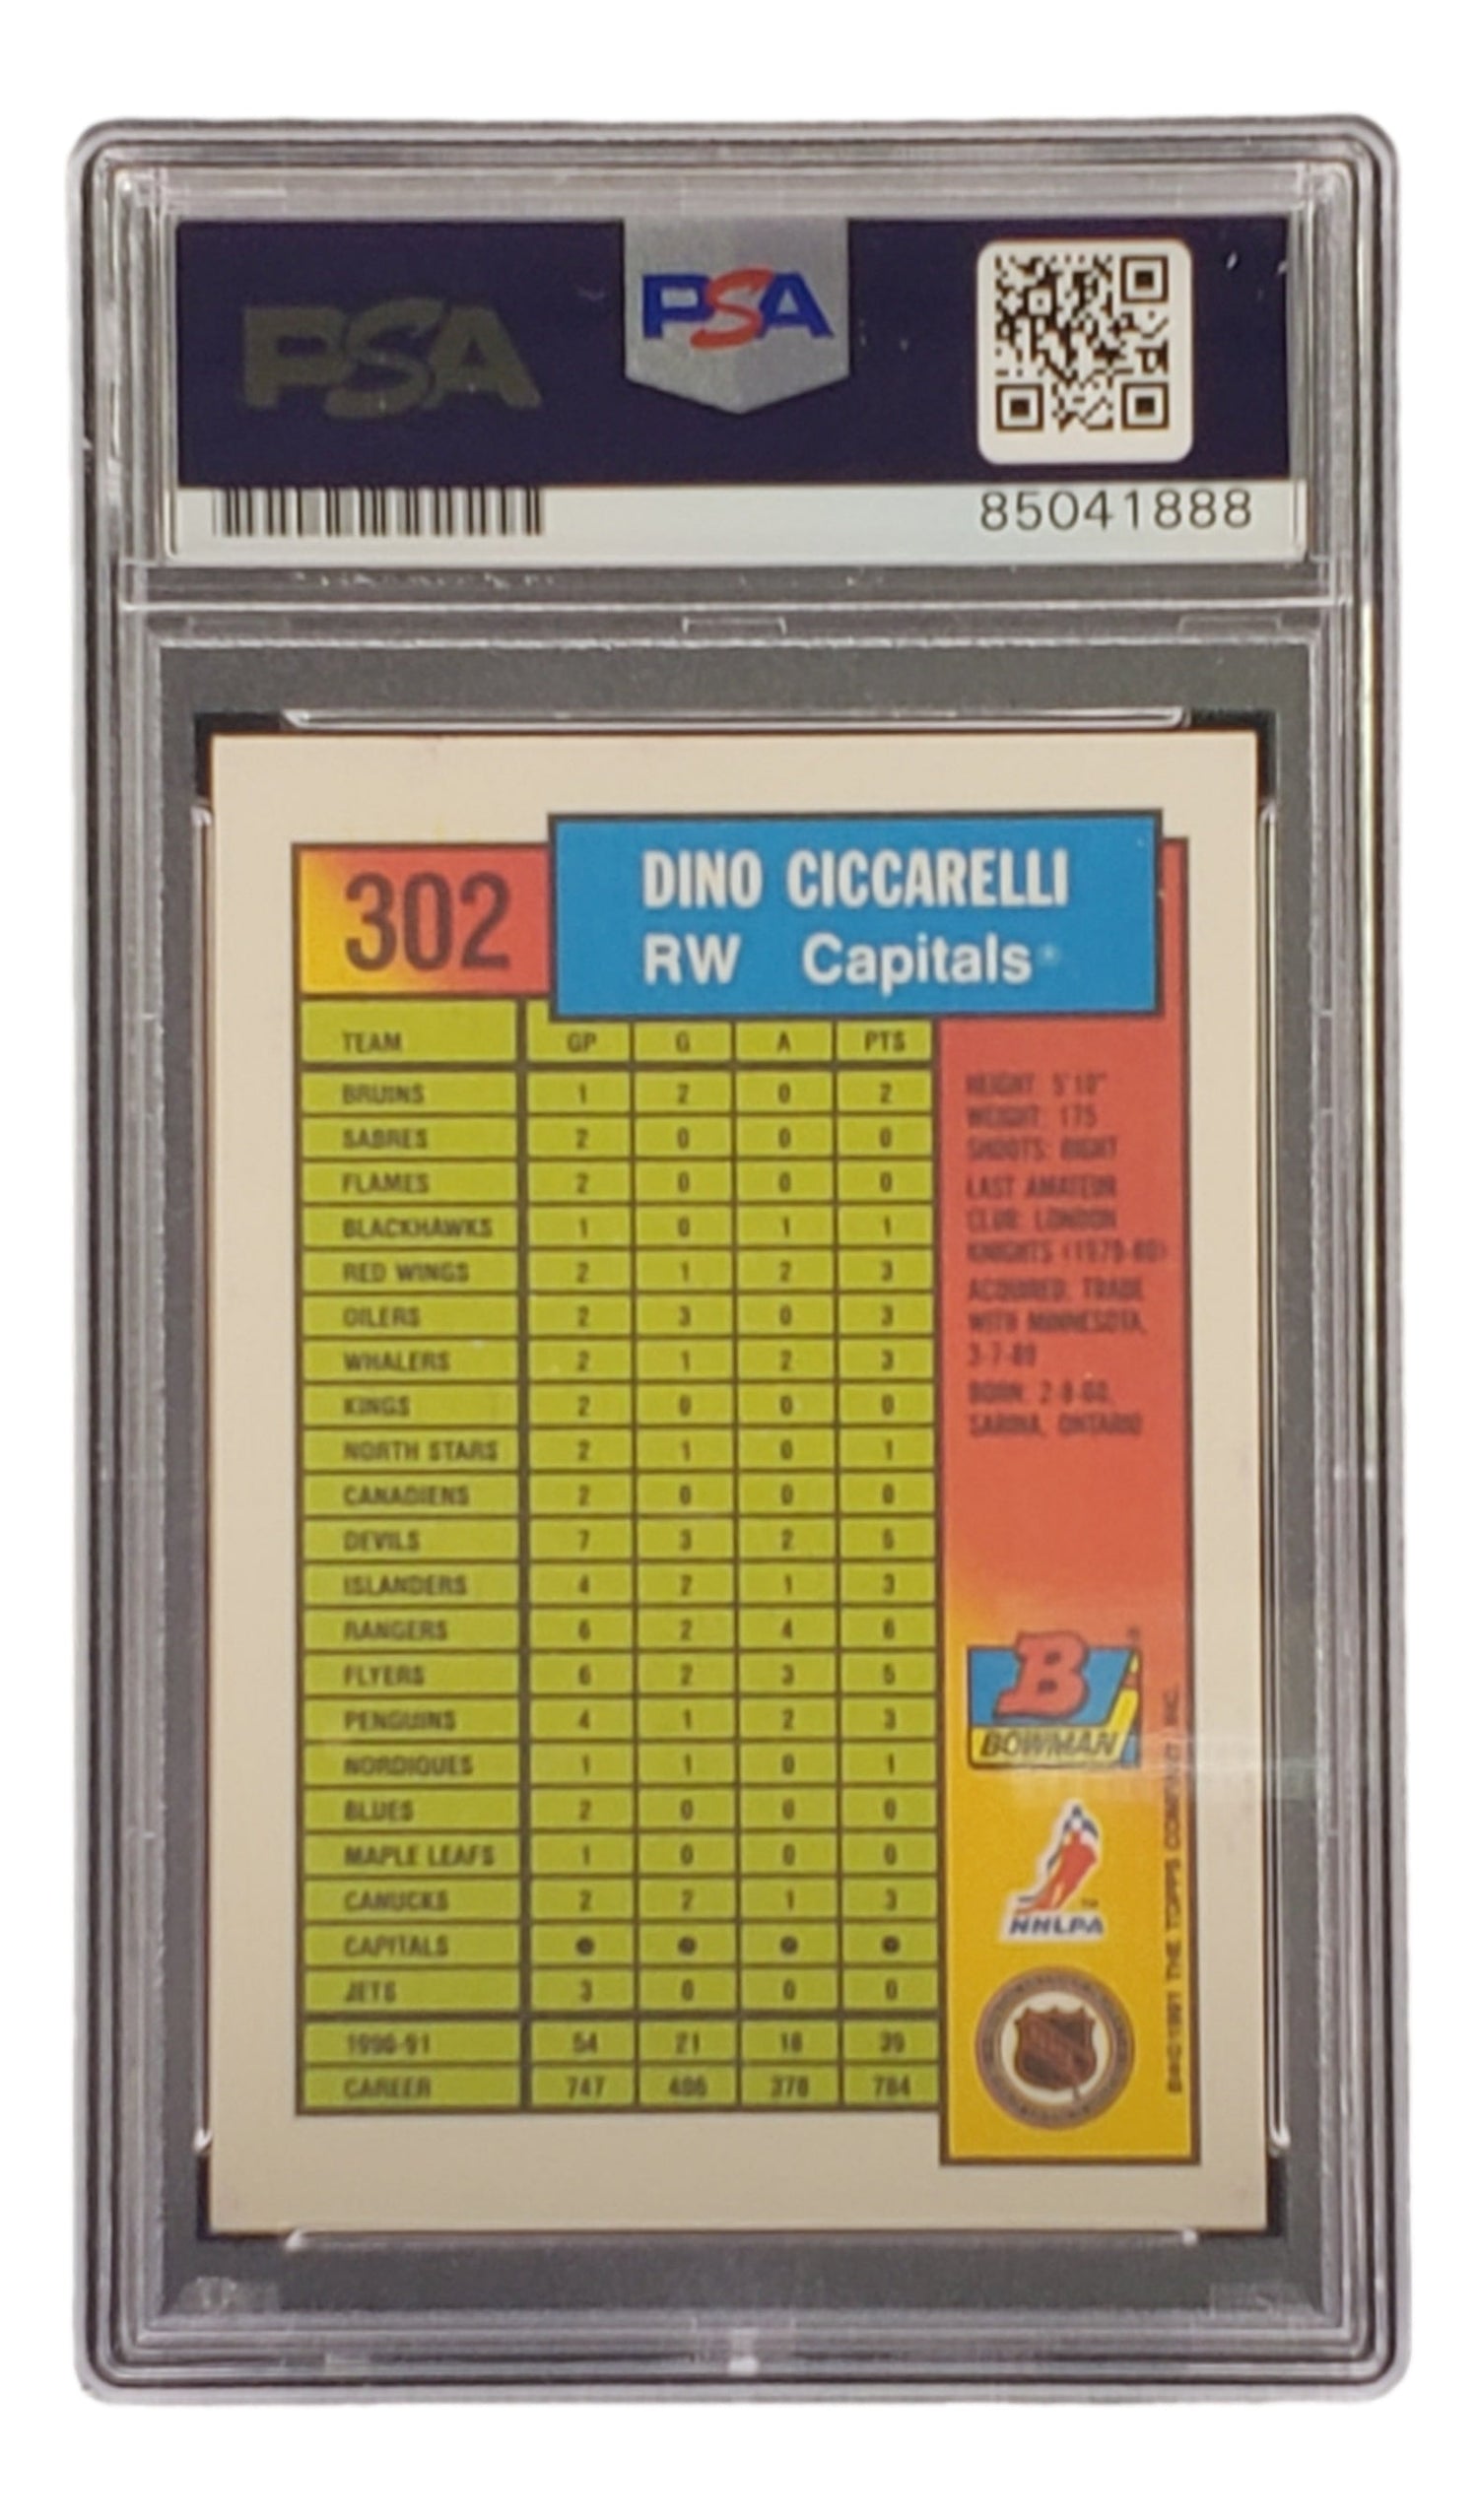 PSA
PSA
85041888
302
DINO CICCARELLI
RW Capitals
TEAM GP G A PTS
BRUINS 1 2 0 2
SABRES 2 0 0 0
FLAMES 2 0 0 0
BLACKHAWKS 1 0 1 1
RED WINGS 2 1 2 3
OILERS 2 3 0 3
WHALERS 2 1 2 3
KINGS 2 0 0 0
NORTH STARS 2 1 0 1
CANADIENS 2 0 0 0
DEVILS 7 3 2 5
ISLANDERS 4 2 1 3
RANGERS 6 2 4 6
FLYERS 6 2 3 5
PENGUINS 4 1 2 3
NORDIQUES 1 1 0 1
BLUES 2 0 0 0
MAPLE LEAFS 1 0 0 0
CANUCKS 2 2 1 3
CAPITALS • • • •
JETS 3 0 0 0
1990-91 54 21 18 39
CAREER 747 406 378 784
HEIGHT: 5'10"
WEIGHT: 175
SHOOTS: RIGHT
LAST AMATEUR
CLUB: LONDON
KNIGHTS (1979-80)
ACQUIRED: TRADE
WITH MINNESOTA,
3-7-89
BORN: 2-8-60,
SARNIA, ONTARIO
B
BOWMAN
NHLPA
©1991 THE TOPPS COMPANY, INC.